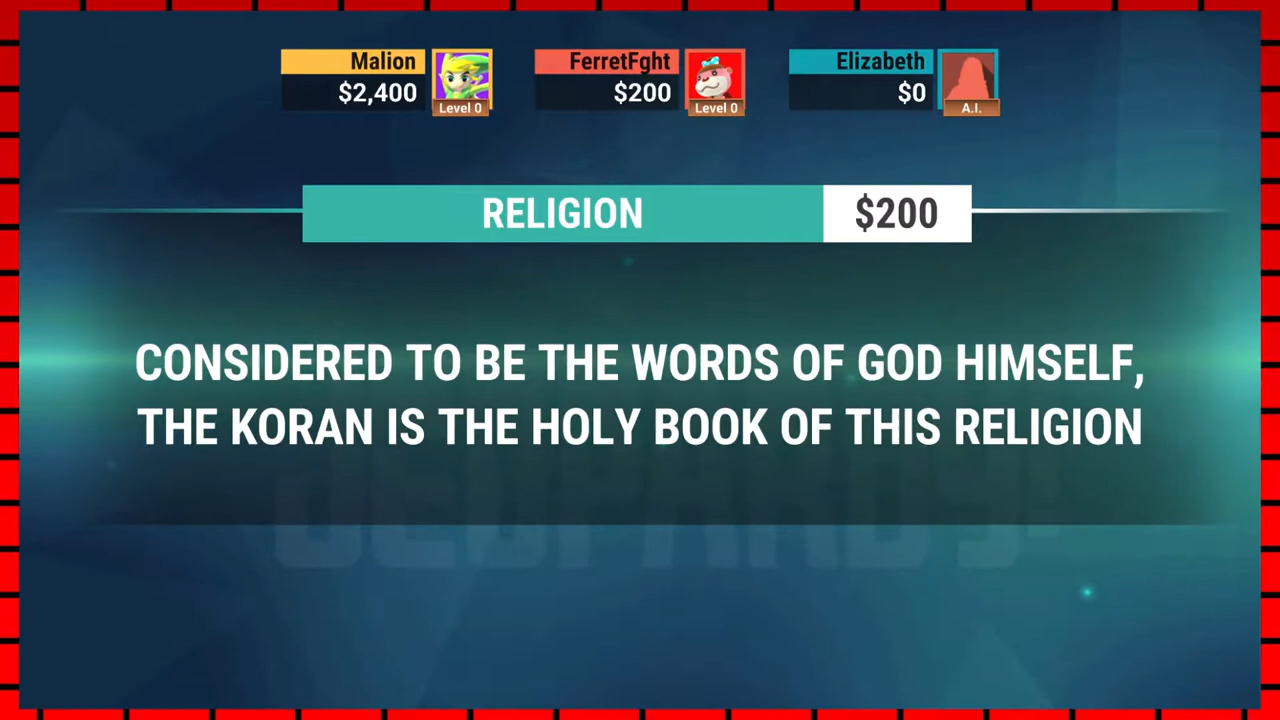 Malion
$2,400
Level 0
FerretFght
$200
Level 0
Elizabeth
$0
A.I.
RELIGION $200
CONSIDERED TO BE THE WORDS OF GOD HIMSELF,
THE KORAN IS THE HOLY BOOK OF THIS RELIGION
JEOPARDY!